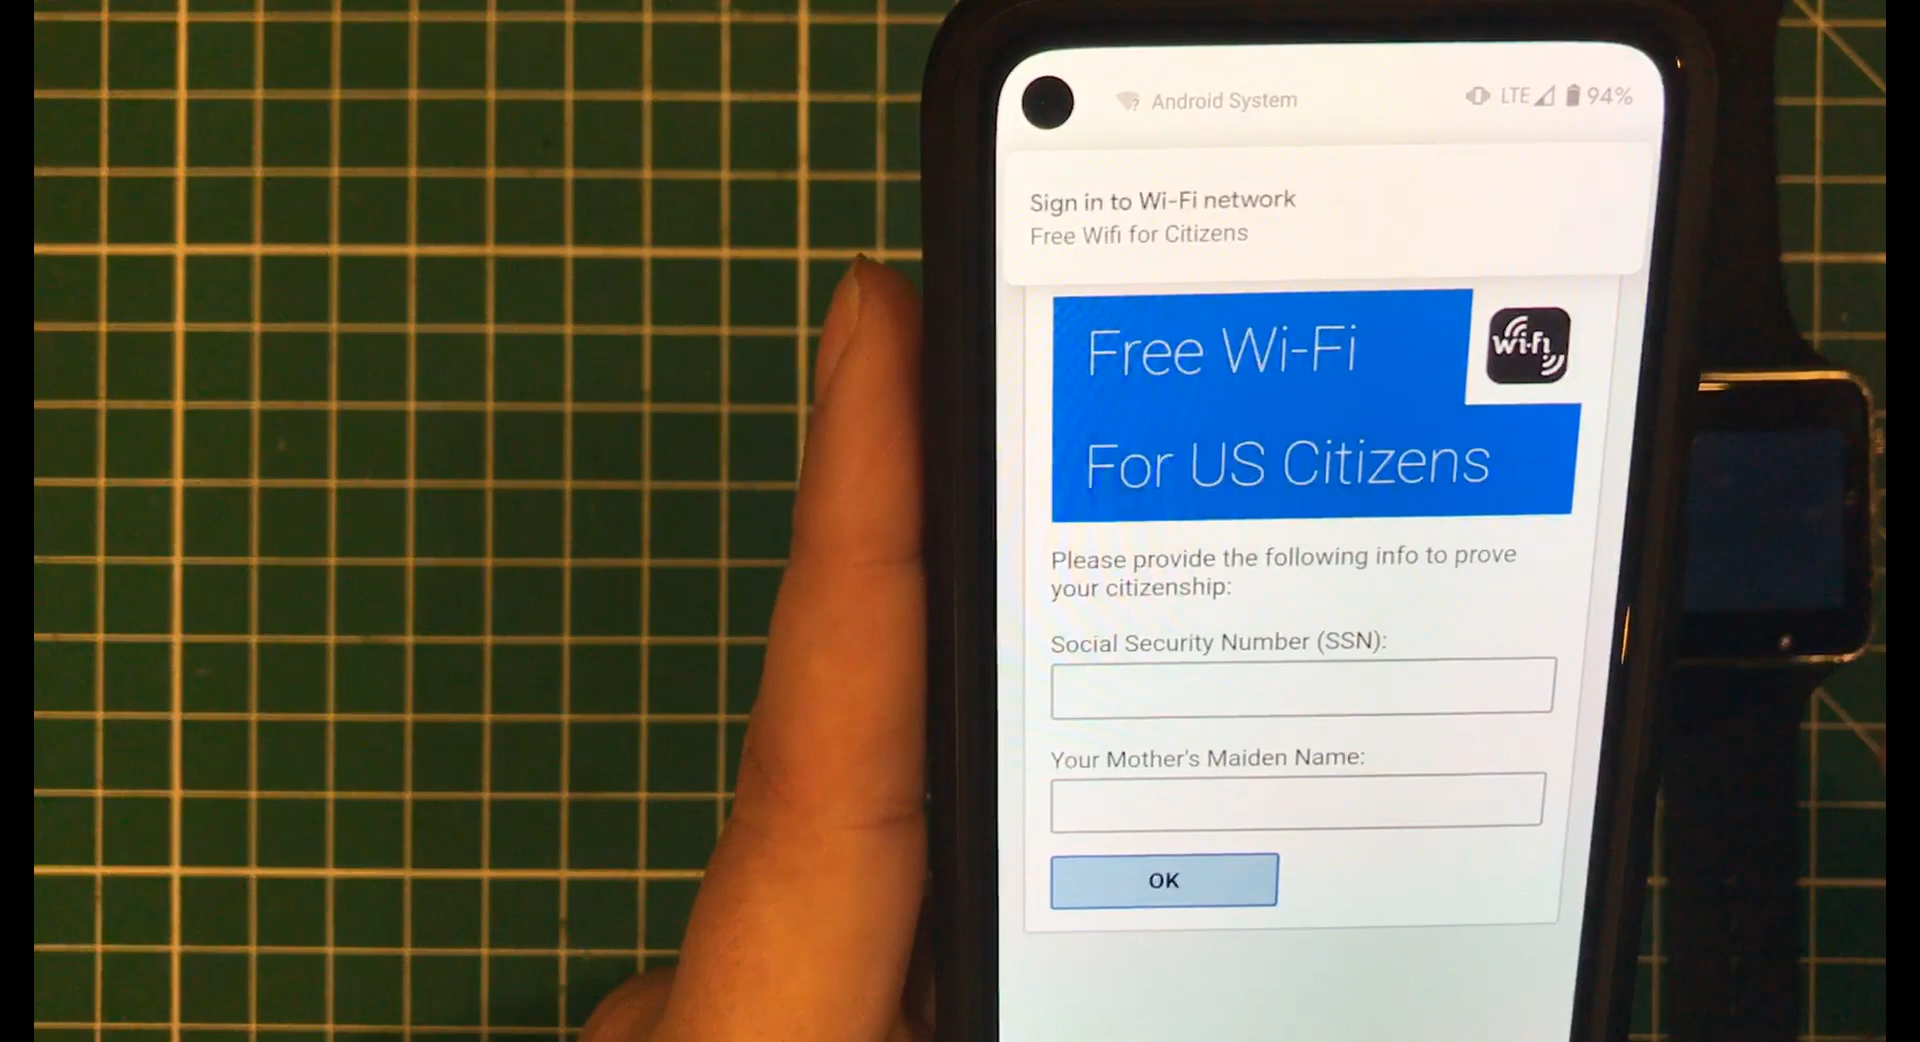 Android System
LTE 94%
Sign in to Wi-Fi network
Free Wifi for Citizens
Free Wi-Fi
wi-fi
For US Citizens
Please provide the following info to prove
your citizenship:
Social Security Number (SSN):
Your Mother's Maiden Name:
OK